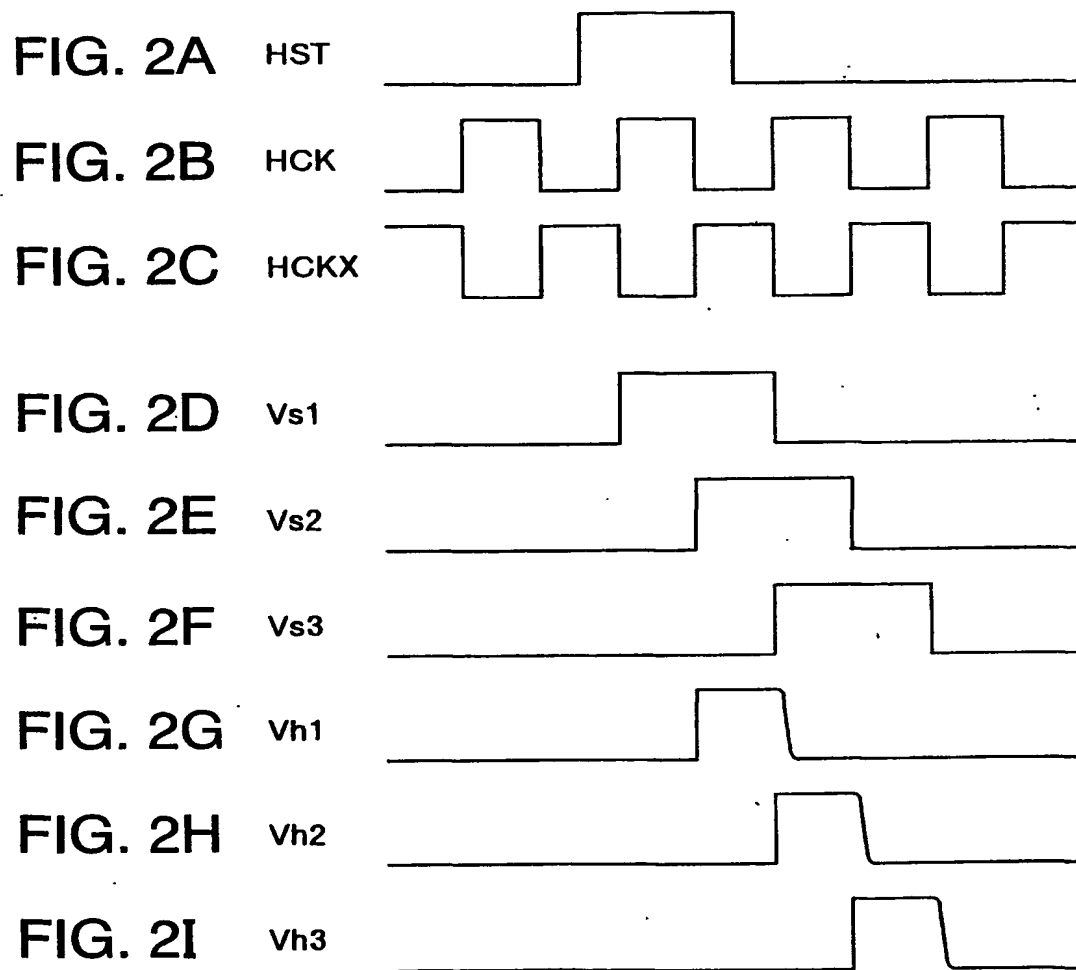 FIG. 2A HST
FIG. 2B HCK
FIG. 2C HCKX
FIG. 2D Vs1
FIG. 2E Vs2
FIG. 2F Vs3
FIG. 2G Vh1
FIG. 2H Vh2
FIG. 2I Vh3